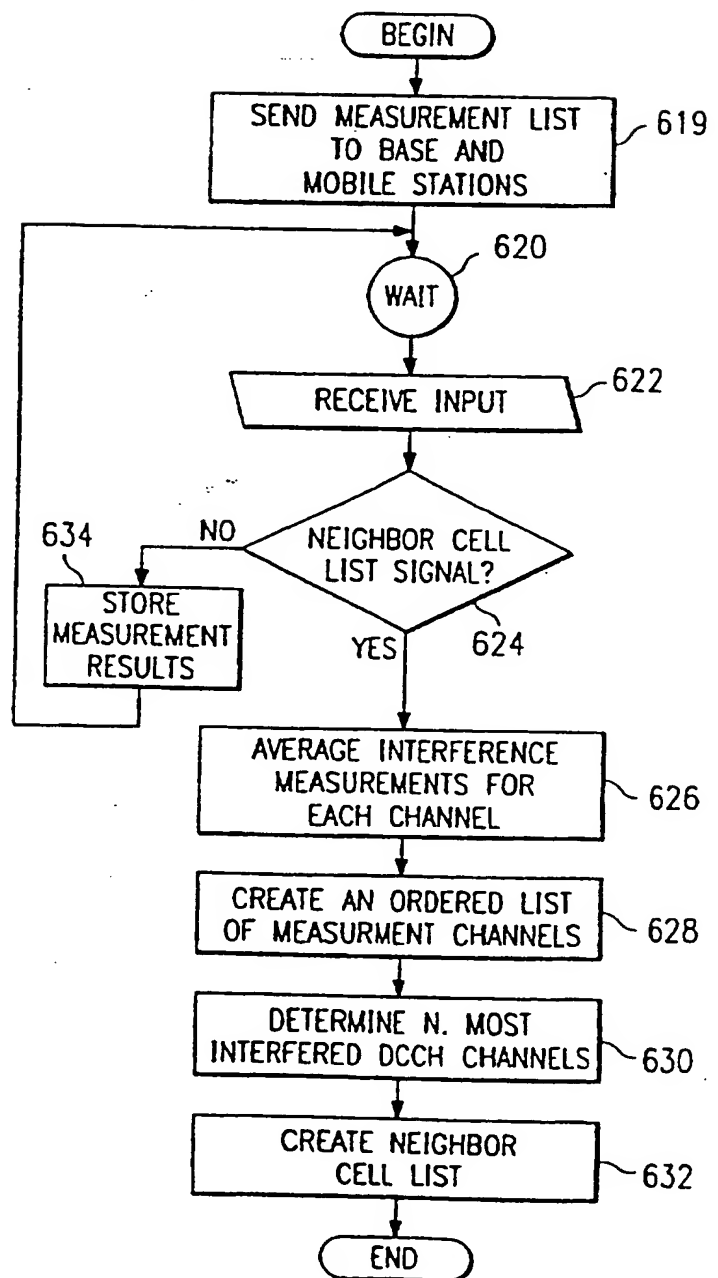 BEGIN
SEND MEASUREMENT LIST
TO BASE AND
MOBILE STATIONS
619
620
WAIT
RECEIVE INPUT
622
NEIGHBOR CELL
LIST SIGNAL?
624
NO
634
STORE
MEASUREMENT
RESULTS
YES
AVERAGE INTERFERENCE
MEASUREMENTS FOR
EACH CHANNEL
626
CREATE AN ORDERED LIST
OF MEASURMENT CHANNELS
628
DETERMINE N. MOST
INTERFERED DCCH CHANNELS
630
CREATE NEIGHBOR
CELL LIST
632
END